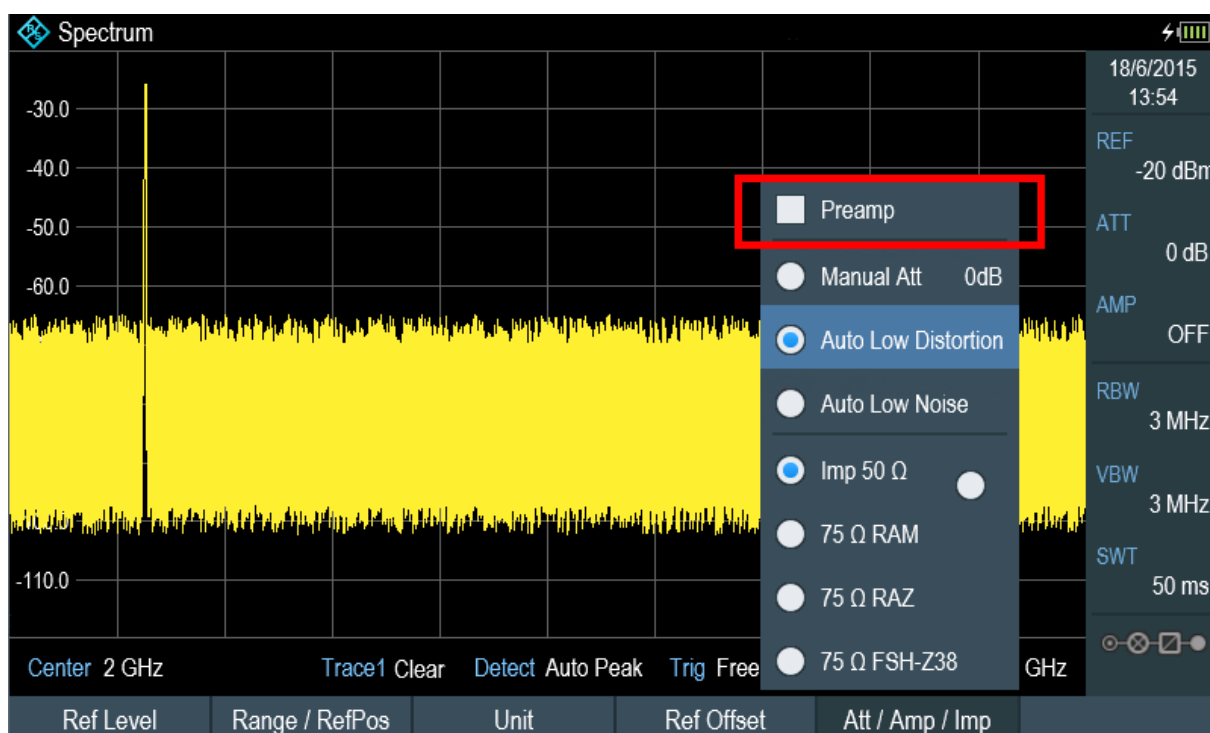 Spectrum
18/6/2015
13:54
-30.0
REF
-40.0
-20 dBm
Preamp
-50.0
ATT
0 dB
Manual Att 0dB
-60.0
AMP
OFF
Auto Low Distortion
RBW
Auto Low Noise
3 MHz
Imp 50 Ω
VBW
3 MHz
75 Ω RAM
SWT
-110.0
50 ms
75 Ω RAZ
Center 2 GHz Trace1 Clear Detect Auto Peak Trig Free 75 Ω FSH-Z38 GHz
Ref Level Range / RefPos Unit Ref Offset Att / Amp / Imp